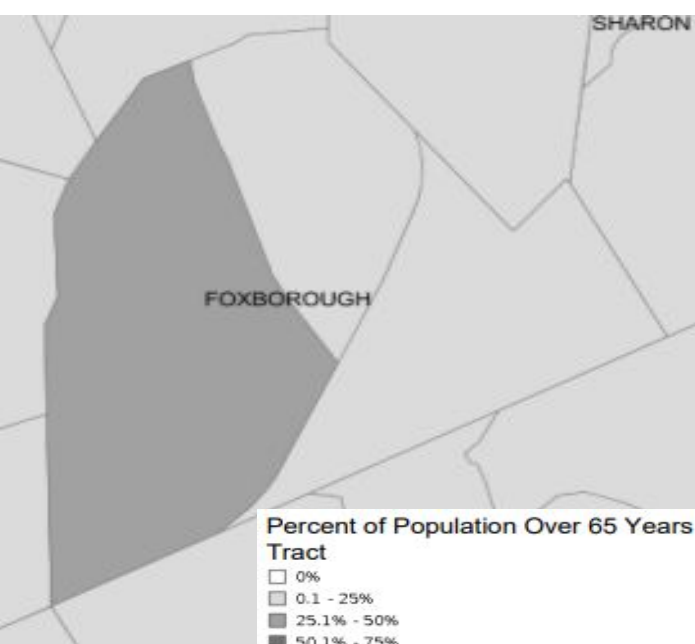 SHARON
FOXBOROUGH
Percent of Population Over 65 Years
Tract
0%
0.1 - 25%
25.1% - 50%
50.1% - 75%